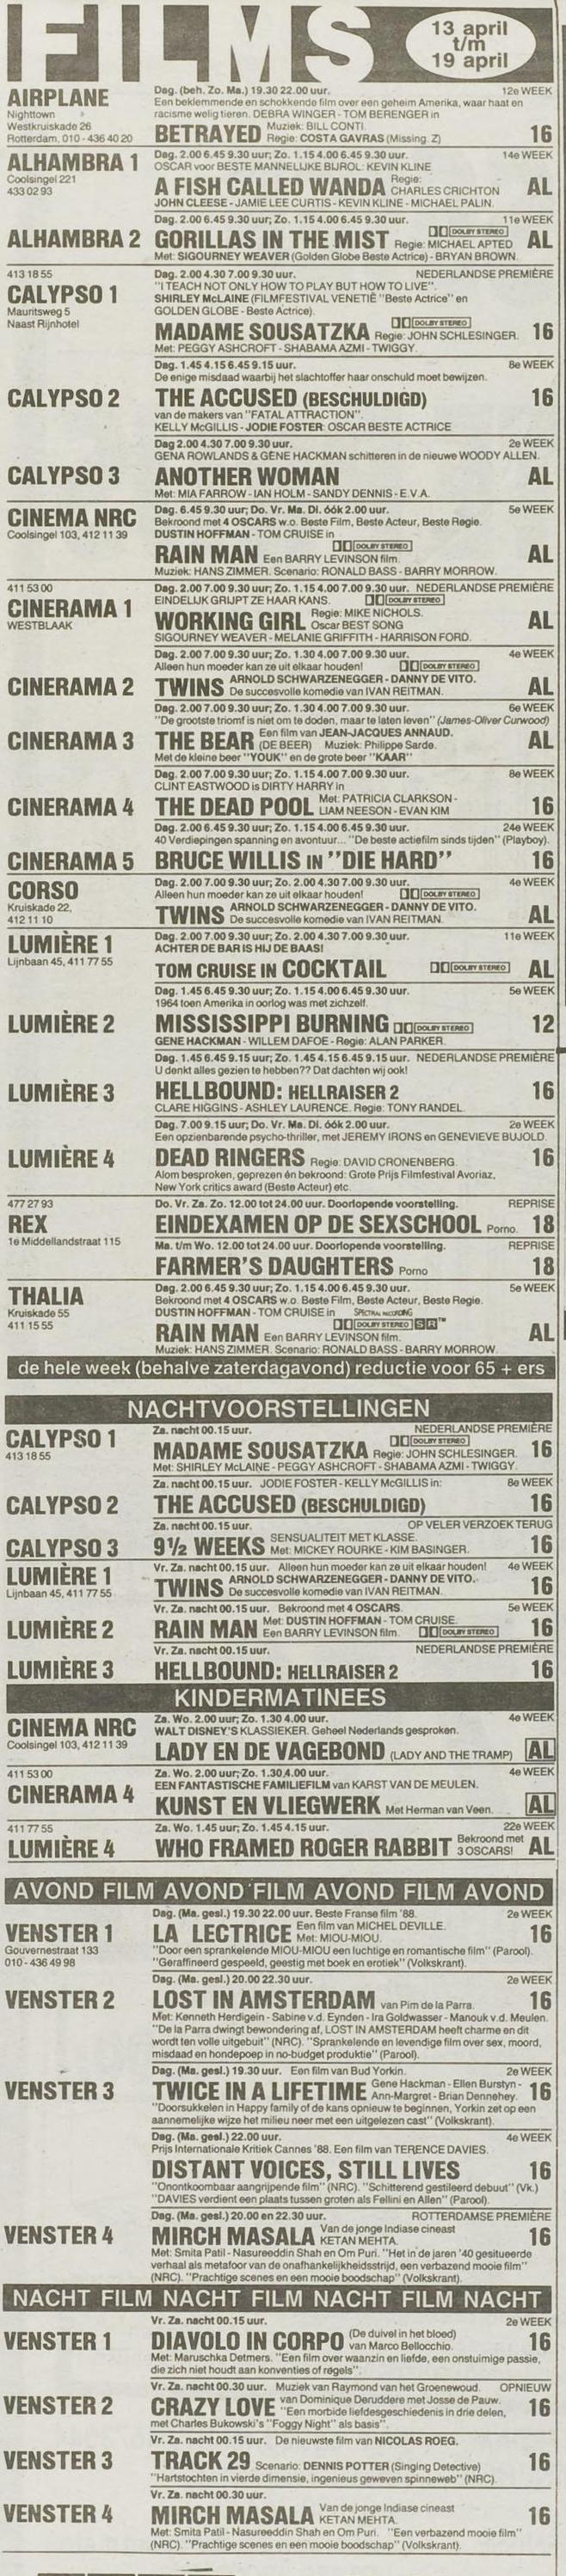 FILMS
13 april
t/m
19 april
AIRPLANE
Nighttown
Westkruiskade 26
Rotterdam, 010 - 436 40 20
Dag. (beh. Zo. Ma.) 19.30 22.00 uur. 12e WEEK
Een beklemmende en schokkende film over een geheim Amerika, waar haat en
racisme welig tieren. DEBRA WINGER - TOM BERENGER in
BETRAYED Muziek: BILL CONTI. Regie: COSTA GAVRAS (Missing. Z) 16
ALHAMBRA 1
Coolsingel 221
433 02 93
Dag. 2.00 6.45 9.30 uur; Zo. 1.15 4.00 6.45 9.30 uur. 14e WEEK
OSCAR voor BESTE MANNELIJKE BIJROL: KEVIN KLINE
A FISH CALLED WANDA Regie: CHARLES CRICHTON AL
JOHN CLEESE - JAMIE LEE CURTIS - KEVIN KLINE - MICHAEL PALIN.
ALHAMBRA 2
Dag. 2.00 6.45 9.30 uur; Zo. 1.15 4.00 6.45 9.30 uur. 11e WEEK
GORILLAS IN THE MIST DOLBY STEREO Regie: MICHAEL APTED AL
Met: SIGOURNEY WEAVER (Golden Globe Beste Actrice) - BRYAN BROWN.
413 18 55
CALYPSO 1
Mauritsweg 5
Naast Rijnhotel
Dag. 2.00 4.30 7.00 9.30 uur. NEDERLANDSE PREMIÈRE
"I TEACH NOT ONLY HOW TO PLAY BUT HOW TO LIVE".
SHIRLEY McLAINE (FILMFESTIVAL VENETIË "Beste Actrice" en
GOLDEN GLOBE - Beste Actrice).
MADAME SOUSATZKA DOLBY STEREO Regie: JOHN SCHLESINGER. 16
Met: PEGGY ASHCROFT - SHABAMA AZMI - TWIGGY.
CALYPSO 2
Dag. 1.45 4.15 6.45 9.15 uur. 8e WEEK
De enige misdaad waarbij het slachtoffer haar onschuld moet bewijzen.
THE ACCUSED (BESCHULDIGD) 16
van de makers van "FATAL ATTRACTION".
KELLY McGILLIS - JODIE FOSTER: OSCAR BESTE ACTRICE
CALYPSO 3
Dag 2.00 4.30 7.00 9.30 uur. 2e WEEK
GENA ROWLANDS & GENE HACKMAN schitteren in de nieuwe WOODY ALLEN.
ANOTHER WOMAN AL
Met: MIA FARROW - IAN HOLM - SANDY DENNIS - E.V.A.
CINEMA NRC
Coolsingel 103, 412 11 39
Dag. 6.45 9.30 uur; Do. Vr. Ma. Di. óók 2.00 uur. 5e WEEK
Bekroond met 4 OSCARS w.o. Beste Film, Beste Acteur, Beste Regie.
DUSTIN HOFFMAN - TOM CRUISE in
RAIN MAN DOLBY STEREO Een BARRY LEVINSON film. AL
Muziek: HANS ZIMMER. Scenario: RONALD BASS - BARRY MORROW.
411 53 00
CINERAMA 1
WESTBLAAK
Dag. 2.00 7.00 9.30 uur; Zo. 1.15 4.00 7.00 9.30 uur. NEDERLANDSE PREMIÈRE
EINDELIJK GRIJPT ZE HAAR KANS. DOLBY STEREO
WORKING GIRL Regie: MIKE NICHOLS. Oscar BEST SONG AL
SIGOURNEY WEAVER - MELANIE GRIFFITH - HARRISON FORD.
CINERAMA 2
Dag. 2.00 7.00 9.30 uur; Zo. 1.30 4.00 7.00 9.30 uur. 4e WEEK
Alleen hun moeder kan ze uit elkaar houden! DOLBY STEREO
TWINS ARNOLD SCHWARZENEGGER - DANNY DE VITO. De succesvolle komedie van IVAN REITMAN. AL
CINERAMA 3
Dag. 2.00 7.00 9.30 uur; Zo. 1.30 4.00 7.00 9.30 uur. 6e WEEK
"De grootste triomf is niet om te doden, maar te laten leven" (James-Oliver Curwood)
THE BEAR Een film van JEAN-JACQUES ANNAUD. (DE BEER) Muziek: Philippe Sarde. AL
Met de kleine beer "YOUK" en de grote beer "KAAR"
CINERAMA 4
Dag. 2.00 7.00 9.30 uur; Zo. 1.15 4.00 7.00 9.30 uur. 8e WEEK
CLINT EASTWOOD is DIRTY HARRY in
THE DEAD POOL Met: PATRICIA CLARKSON - LIAM NEESON - EVAN KIM 16
CINERAMA 5
Dag. 2.00 6.45 9.30 uur; Zo. 1.15 4.00 6.45 9.30 uur. 24e WEEK
40 Verdiepingen spanning en avontuur... "De beste actiefilm sinds tijden" (Playboy).
BRUCE WILLIS IN "DIE HARD" 16
CORSO
Kruiskade 22,
412 11 10
Dag. 2.00 7.00 9.30 uur; Zo. 2.00 4.30 7.00 9.30 uur. 4e WEEK
Alleen hun moeder kan ze uit elkaar houden! DOLBY STEREO
TWINS ARNOLD SCHWARZENEGGER - DANNY DE VITO. De succesvolle komedie van IVAN REITMAN. AL
LUMIÈRE 1
Lijnbaan 45, 411 77 55
Dag. 2.00 7.00 9.30 uur; Zo. 2.00 4.30 7.00 9.30 uur. 11e WEEK
ACHTER DE BAR IS HIJ DE BAAS!
TOM CRUISE IN COCKTAIL DOLBY STEREO AL
LUMIÈRE 2
Dag. 1.45 6.45 9.30 uur; Zo. 1.15 4.00 6.45 9.30 uur. 5e WEEK
1964 toen Amerika in oorlog was met zichzelf.
MISSISSIPPI BURNING DOLBY STEREO 12
GENE HACKMAN - WILLEM DAFOE - Regie: ALAN PARKER.
LUMIÈRE 3
Dag. 1.45 6.45 9.15 uur; Zo. 1.45 4.15 6.45 9.15 uur. NEDERLANDSE PREMIÈRE
U denkt alles gezien te hebben?? Dat dachten wij ook!
HELLBOUND: HELLRAISER 2 16
CLARE HIGGINS - ASHLEY LAURENCE. Regie: TONY RANDEL.
LUMIÈRE 4
Dag. 7.00 9.15 uur; Do. Vr. Ma. Di. óók 2.00 uur. 2e WEEK
Een opzienbarende psycho-thriller, met JEREMY IRONS en GENEVIEVE BUJOLD.
DEAD RINGERS Regie: DAVID CRONENBERG. 16
Alom besproken, geprezen én bekroond: Grote Prijs Filmfestival Avoriaz,
New York critics award (Beste Acteur) etc.
477 27 93
REX
1e Middellandstraat 115
Do. Vr. Za. Zo. 12.00 tot 24.00 uur. Doorlopende voorstelling. REPRISE
EINDEXAMEN OP DE SEXSCHOOL Porno. 18
Ma. t/m Wo. 12.00 tot 24.00 uur. Doorlopende voorstelling. REPRISE
FARMER'S DAUGHTERS Porno 18
THALIA
Kruiskade 55
411 15 55
Dag. 2.00 6.45 9.30 uur; Zo. 1.15 4.00 6.45 9.30 uur. 5e WEEK
Bekroond met 4 OSCARS w.o. Beste Film, Beste Acteur, Beste Regie.
DUSTIN HOFFMAN - TOM CRUISE in SPECTRAL RECORDING
RAIN MAN DOLBY STEREO SR™ Een BARRY LEVINSON film. AL
Muziek: HANS ZIMMER. Scenario: RONALD BASS - BARRY MORROW.
de hele week (behalve zaterdagavond) reductie voor 65 + ers
NACHTVOORSTELLINGEN
CALYPSO 1
413 18 55
Za. nacht 00.15 uur. NEDERLANDSE PREMIÈRE
MADAME SOUSATZKA DOLBY STEREO Regie: JOHN SCHLESINGER. 16
Met: SHIRLEY McLAINE - PEGGY ASHCROFT - SHABAMA AZMI - TWIGGY.
CALYPSO 2
Za. nacht 00.15 uur. JODIE FOSTER - KELLY McGILLIS in: 8e WEEK
THE ACCUSED (BESCHULDIGD) 16
CALYPSO 3
Za. nacht 00.15 uur. OP VELER VERZOEK TERUG
9½ WEEKS SENSUALITEIT MET KLASSE. Met: MICKEY ROURKE - KIM BASINGER. 16
LUMIÈRE 1
Lijnbaan 45, 411 77 55
Vr. Za. nacht 00.15 uur. Alleen hun moeder kan ze uit elkaar houden! 4e WEEK
TWINS ARNOLD SCHWARZENEGGER - DANNY DE VITO. De succesvolle komedie van IVAN REITMAN. 16
LUMIÈRE 2
Vr. Za. nacht 00.15 uur. Bekroond met 4 OSCARS. 5e WEEK
RAIN MAN Met: DUSTIN HOFFMAN - TOM CRUISE. Een BARRY LEVINSON film. DOLBY STEREO 16
LUMIÈRE 3
Vr. Za. nacht 00.15 uur. NEDERLANDSE PREMIÈRE
HELLBOUND: HELLRAISER 2 16
KINDERMATINEES
CINEMA NRC
Coolsingel 103, 412 11 39
Za. Wo. 2.00 uur; Zo. 1.30 4.00 uur. 4e WEEK
WALT DISNEY'S KLASSIEKER. Geheel Nederlands gesproken.
LADY EN DE VAGEBOND (LADY AND THE TRAMP) AL
411 53 00
CINERAMA 4
Za. Wo. 2.00 uur; Zo. 1.30, 4.00 uur. 4e WEEK
EEN FANTASTISCHE FAMILIEFILM van KARST VAN DE MEULEN.
KUNST EN VLIEGWERK Met Herman van Veen. AL
411 77 55
LUMIÈRE 4
Za. Wo. 1.45 uur; Zo. 1.45 4.15 uur. 22e WEEK
WHO FRAMED ROGER RABBIT Bekroond met 3 OSCARS! AL
AVOND FILM AVOND FILM AVOND FILM AVOND
VENSTER 1
Gouvernestraat 133
010 - 436 49 98
Dag. (Ma. gesl.) 19.30 22.00 uur. Beste Franse film '88. 2e WEEK
LA LECTRICE Een film van MICHEL DEVILLE. Met: MIOU-MIOU. 16
"Door een sprankelende MIOU-MIOU een luchtige en romantische film" (Parool).
"Geraffineerd gespeeld, geestig met boek en erotiek" (Volkskrant).
VENSTER 2
Dag. (Ma. gesl.) 20.00 22.30 uur. 2e WEEK
LOST IN AMSTERDAM van Pim de la Parra. 16
Met: Kenneth Herdigein - Sabine v.d. Eynden - Ira Goldwasser - Manouk v.d. Meulen.
"De la Parra dwingt bewondering af, LOST IN AMSTERDAM heeft charme en dit
wordt ten volle uitgebuit" (NRC). "Sprankelende en levendige film over sex, moord,
misdaad en hondepoep in no-budget produktie" (Parool).
VENSTER 3
Dag. (Ma. gesl.) 19.30 uur. Een film van Bud Yorkin. 2e WEEK
TWICE IN A LIFETIME Gene Hackman - Ellen Burstyn - Ann-Margret - Brian Dennehey. 16
"Doorsukkelen in Happy family of de kans opnieuw te beginnen, Yorkin zet op een
aannemelijke wijze het milieu neer met een uitgelezen cast" (Volkskrant).
Dag. (Ma. gesl.) 22.00 uur. 4e WEEK
Prijs Internationale Kritiek Cannes '88. Een film van TERENCE DAVIES.
DISTANT VOICES, STILL LIVES 16
"Onontkoombaar aangrijpende film" (NRC). "Schitterend gestileerd debuut" (Vk.)
"DAVIES verdient een plaats tussen groten als Fellini en Allen" (Parool).
VENSTER 4
Dag. (Ma. gesl.) 20.00 en 22.30 uur. ROTTERDAMSE PREMIÈRE
MIRCH MASALA Van de jonge Indiase cineast KETAN MEHTA. 16
Met: Smita Patil - Nasureeddin Shah en Om Puri. "Het in de jaren '40 gesitueerde
verhaal als metafoor van de onafhankelijkheidsstrijd, een verbazend mooie film"
(NRC). "Prachtige scenes en een mooie boodschap" (Volkskrant).
NACHT FILM NACHT FILM NACHT FILM NACHT
VENSTER 1
Vr. Za. nacht 00.15 uur. 2e WEEK
DIAVOLO IN CORPO (De duivel in het bloed) van Marco Bellocchio. 16
Met: Maruschka Detmers. "Een film over waanzin en liefde, een onstuimige passie,
die zich niet houdt aan konventies of regels".
VENSTER 2
Vr. Za. nacht 00.30 uur. Muziek van Raymond van het Groenewoud. OPNIEUW
CRAZY LOVE van Dominique Deruddere met Josse de Pauw. "Een morbide liefdesgeschiedenis in drie delen, 16
met Charles Bukowski's "Foggy Night" als basis".
VENSTER 3
Vr. Za. nacht 00.15 uur. De nieuwste film van NICOLAS ROEG.
TRACK 29 Scenario: DENNIS POTTER (Singing Detective) 16
"Hartstochten in vierde dimensie, ingenieus geweven spinneweb" (NRC).
VENSTER 4
Vr. Za. nacht 00.30 uur.
MIRCH MASALA Van de jonge Indiase cineast KETAN MEHTA. 16
Met: Smita Patil - Nasureeddin Shah en Om Puri. "Een verbazend mooie film"
(NRC). "Prachtige scenes en een mooie boodschap" (Volkskrant).